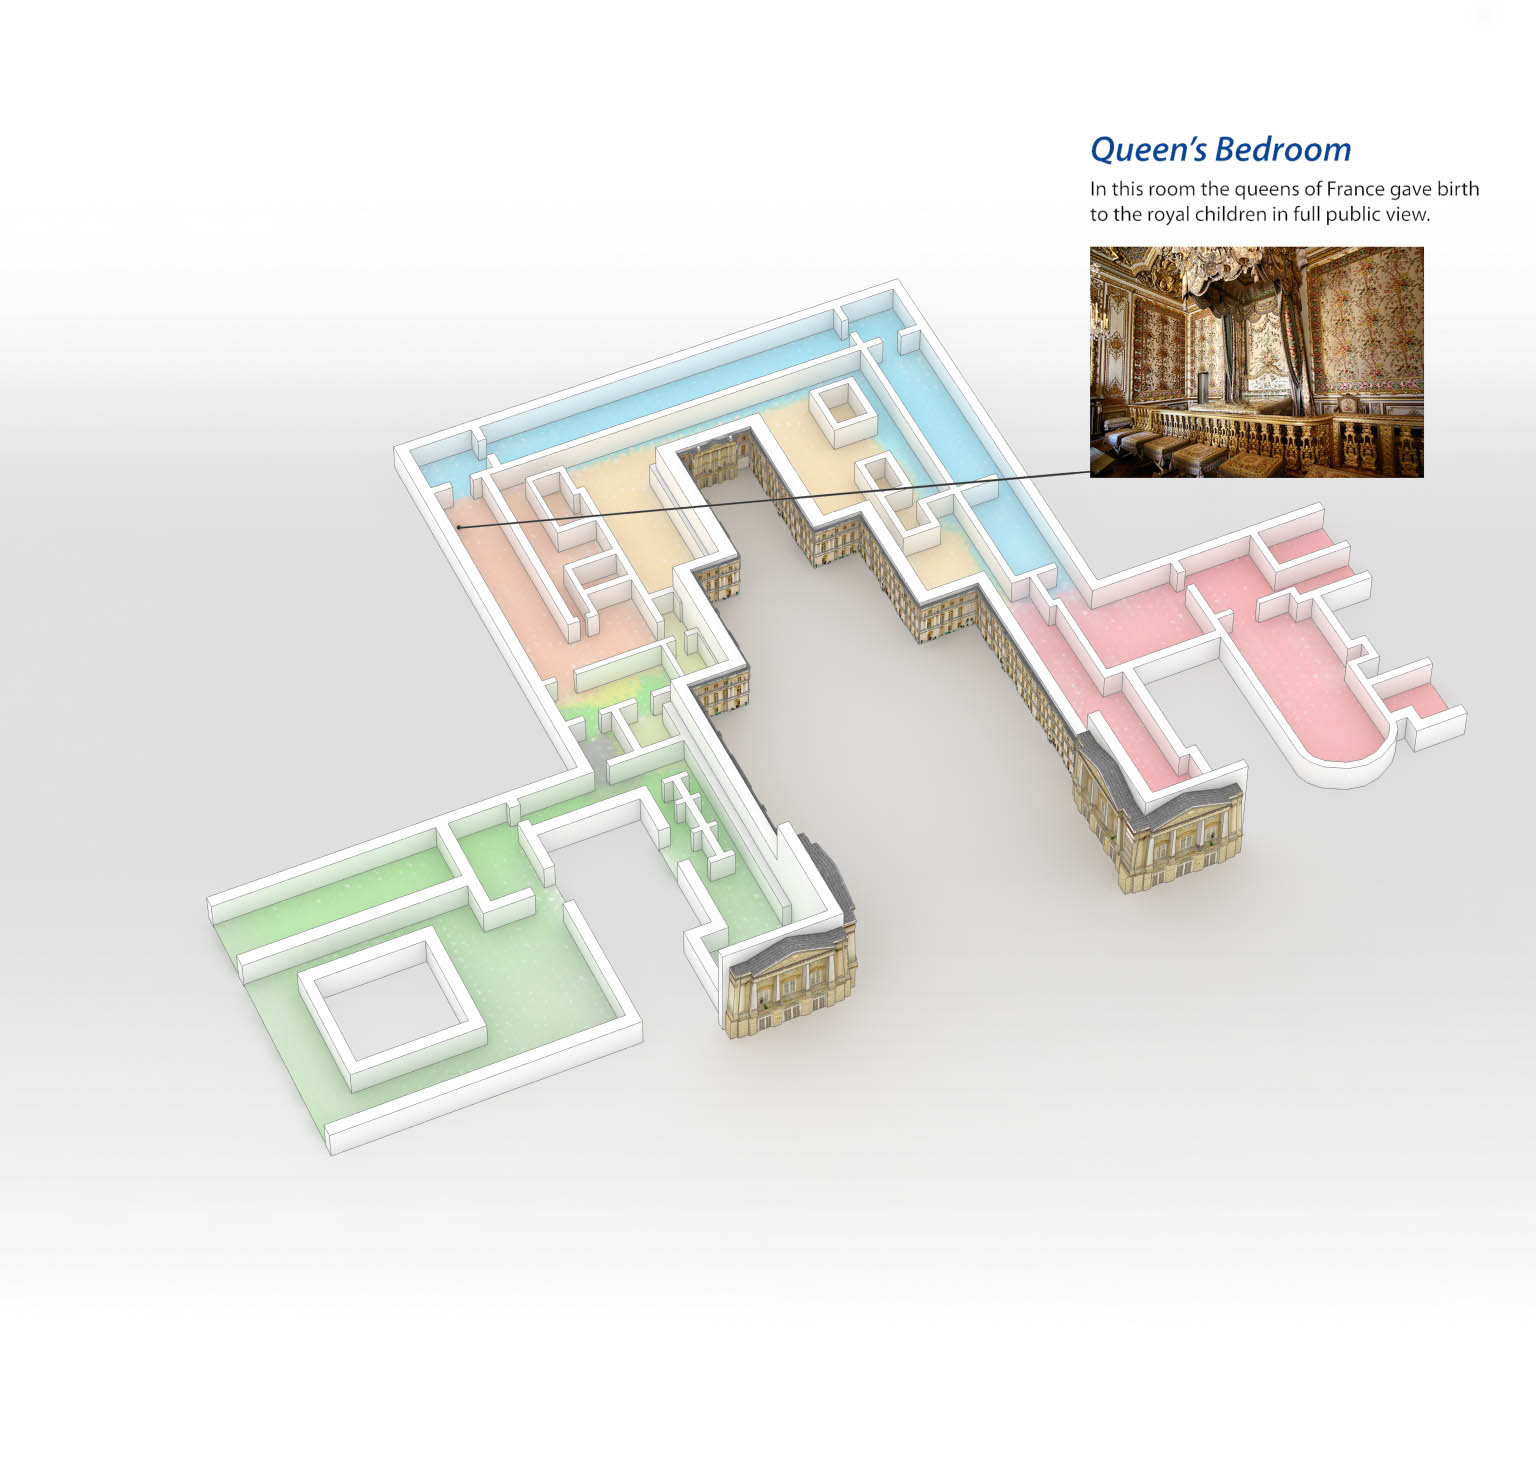 Queen's Bedroom
In this room the queens of France gave birth
to the royal children in full public view.